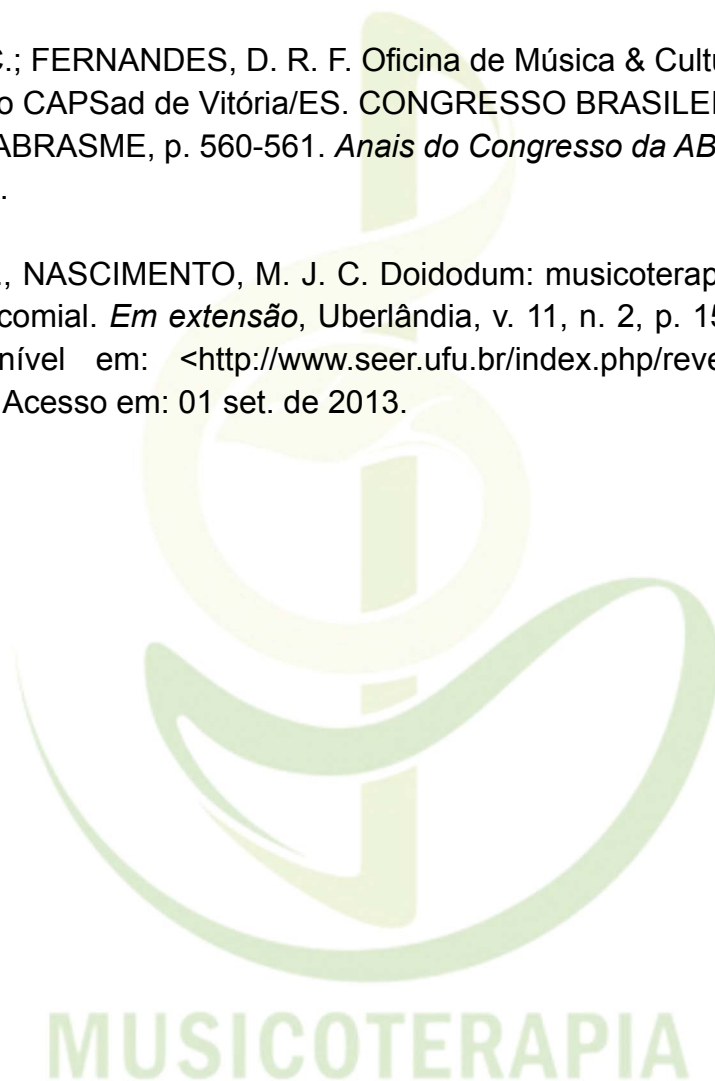 C.; FERNANDES, D. R. F. Oficina de Música & Cultu
o CAPSad de Vitória/ES. CONGRESSO BRASILEI
ABRASME, p. 560-561. Anais do Congresso da AB
.
., NASCIMENTO, M. J. C. Doidodum: musicoterap
comial. Em extensão, Uberlândia, v. 11, n. 2, p. 15
nível em: <http://www.seer.ufu.br/index.php/reve
Acesso em: 01 set. de 2013.
MUSICOTERAPIA